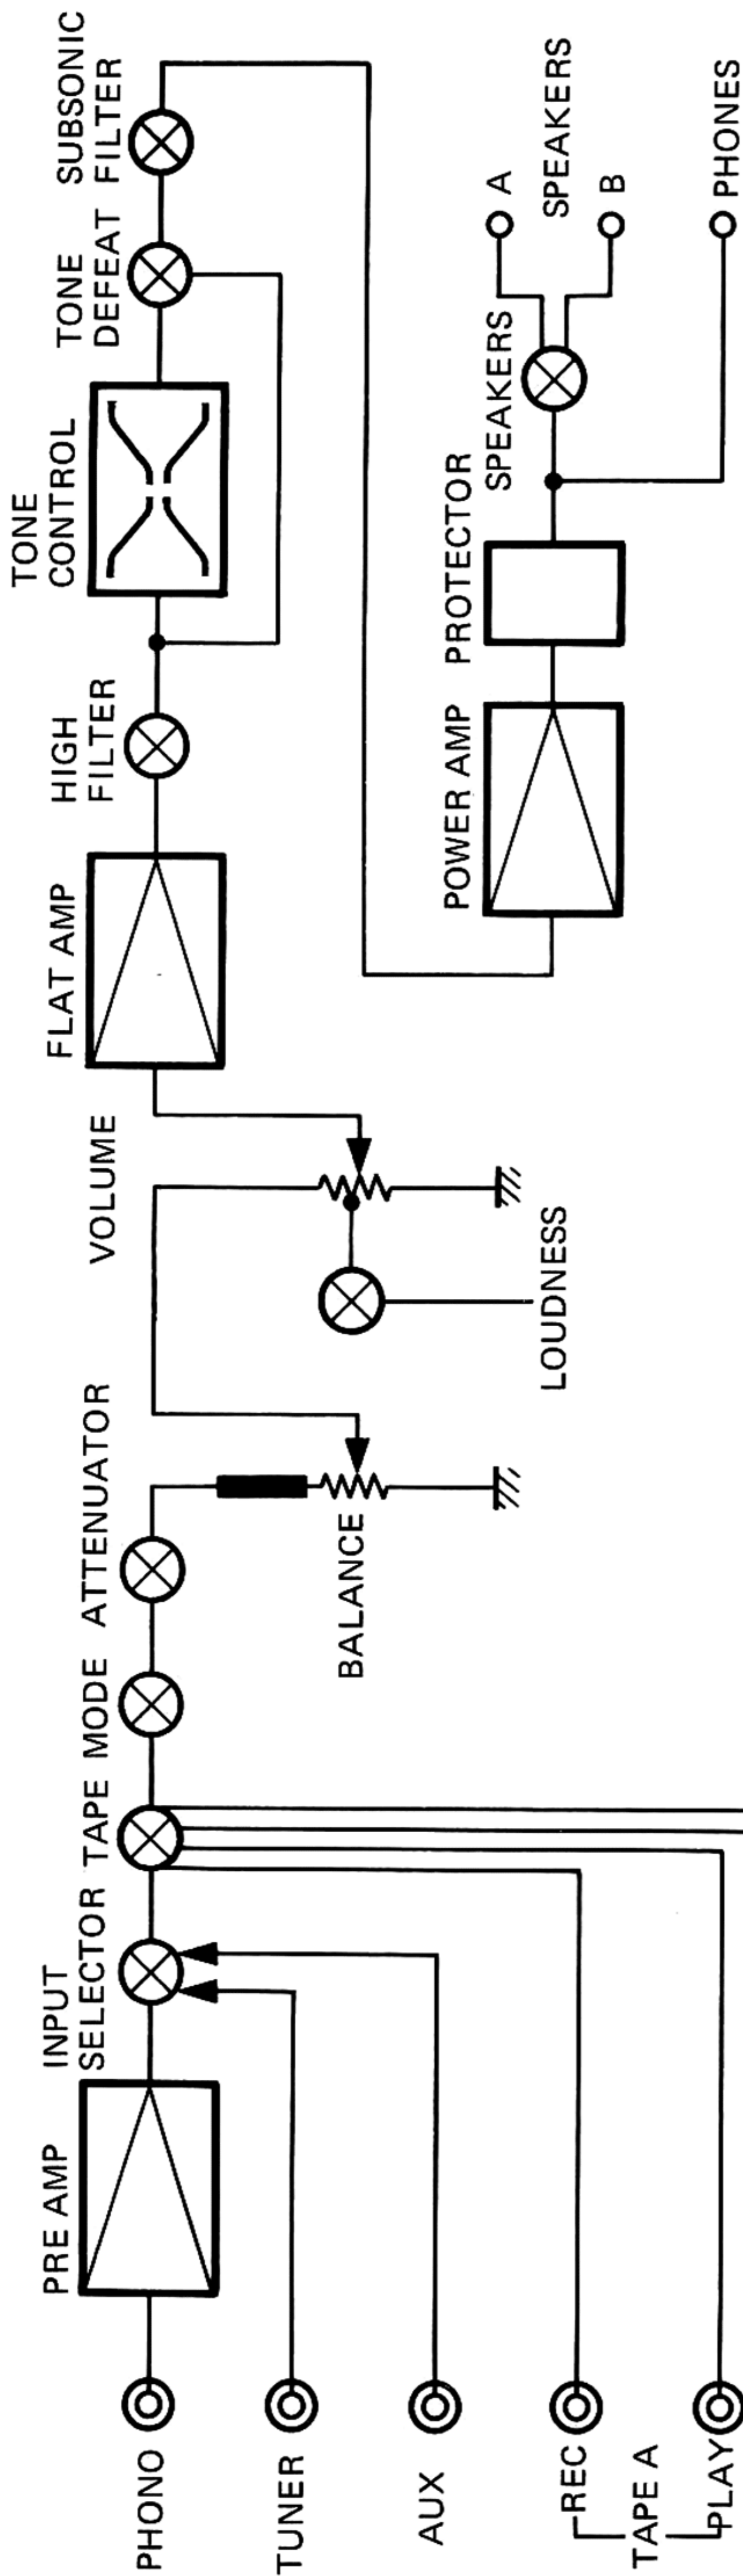 PHONO
TUNER
AUX
REC
TAPE A
PLAY
PRE AMP
INPUT
SELECTOR
TAPE
MODE
ATTENUATOR
BALANCE
VOLUME
LOUDNESS
FLAT AMP
HIGH
FILTER
TONE
CONTROL
TONE
DEFEAT
SUBSONIC
FILTER
POWER AMP
PROTECTOR
SPEAKERS
A
SPEAKERS
B
PHONES